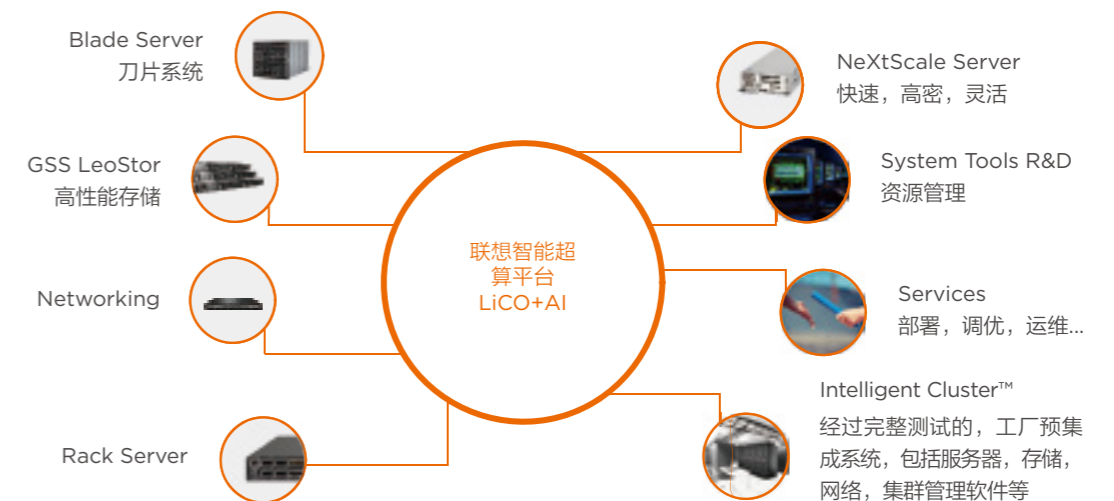 Blade Server
刀片系统
GSS LeoStor
高性能存储
Networking
Rack Server
联想智能超
算平台
LiCO+AI
NeXtScale Server
快速，高密，灵活
System Tools R&D
资源管理
Services
部署，调优，运维...
Intelligent Cluster™
经过完整测试的，工厂预集
成系统，包括服务器，存储，
网络，集群管理软件等